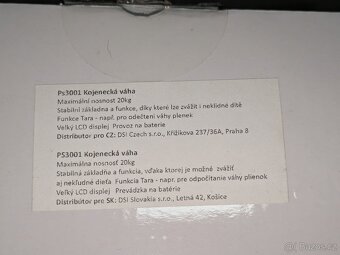 Ps3001 Kojenecká váha
Maximální nosnost 20kg
Stabilní základna a funkce, díky které lze zvážit i neklidné dítě
Funkce Tara - např. pro odečtení váhy plenek
Velký LCD displej  Provoz na baterie
Distributor pro CZ: DSI Czech s.r.o., Křižíkova 237/36A, Praha 8
PS3001 Kojenecká váha
Maximálna nosnosť 20kg
Stabilná základňa a funkcia, vďaka ktorej je možné  zvážiť
aj nekľudné dieťa  Funkcia Tara - napr. pre odpočítanie váhy plienok
Veľký LCD displej  Prevádzka na batérie
Distribútor pre SK: DSI Slovakia s.r.o., Letná 42, Košice